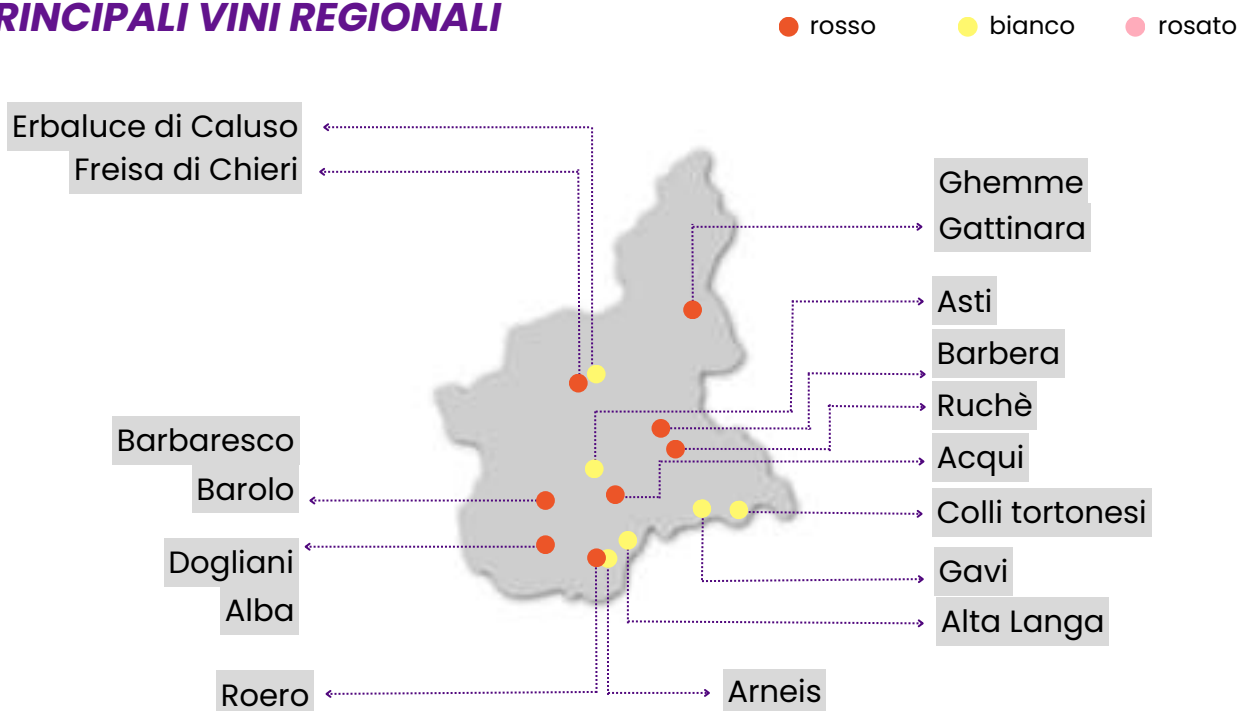 RINCIPALI VINI REGIONALI
rosso
bianco
rosato
Erbaluce di Caluso
Freisa di Chieri
Ghemme
Gattinara
Asti
Barbera
Ruchè
Barbaresco
Acqui
Barolo
Colli tortonesi
Dogliani
Gavi
Alba
Alta Langa
Roero
Arneis